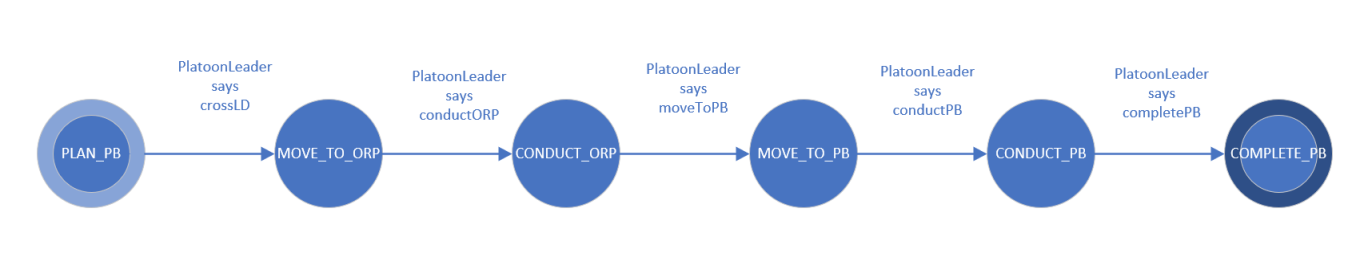 PlatoonLeader
says
crossLD
PlatoonLeader
says
conductORP
PlatoonLeader
says
moveToPB
PlatoonLeader
says
conductPB
PlatoonLeader
says
completePB
PLAN_PB
MOVE_TO_ORP
CONDUCT_ORP
MOVE_TO_PB
CONDUCT_PB
COMPLETE_PB